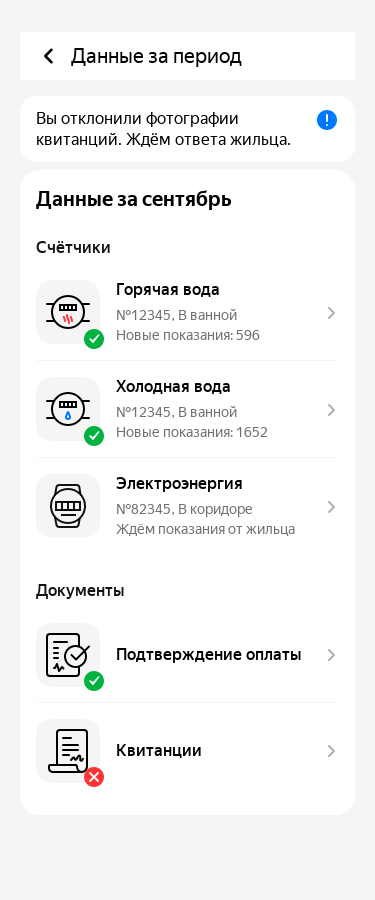 Данные за период
Вы отклонили фотографии
квитанций. Ждём ответа жильца.
Данные за сентябрь
Счётчики
Горячая вода
№12345, В ванной
Новые показания: 596
Холодная вода
№12345, В ванной
Новые показания: 1652
Электроэнергия
№82345, В коридоре
Ждём показания от жильца
Документы
Подтверждение оплаты
Квитанции